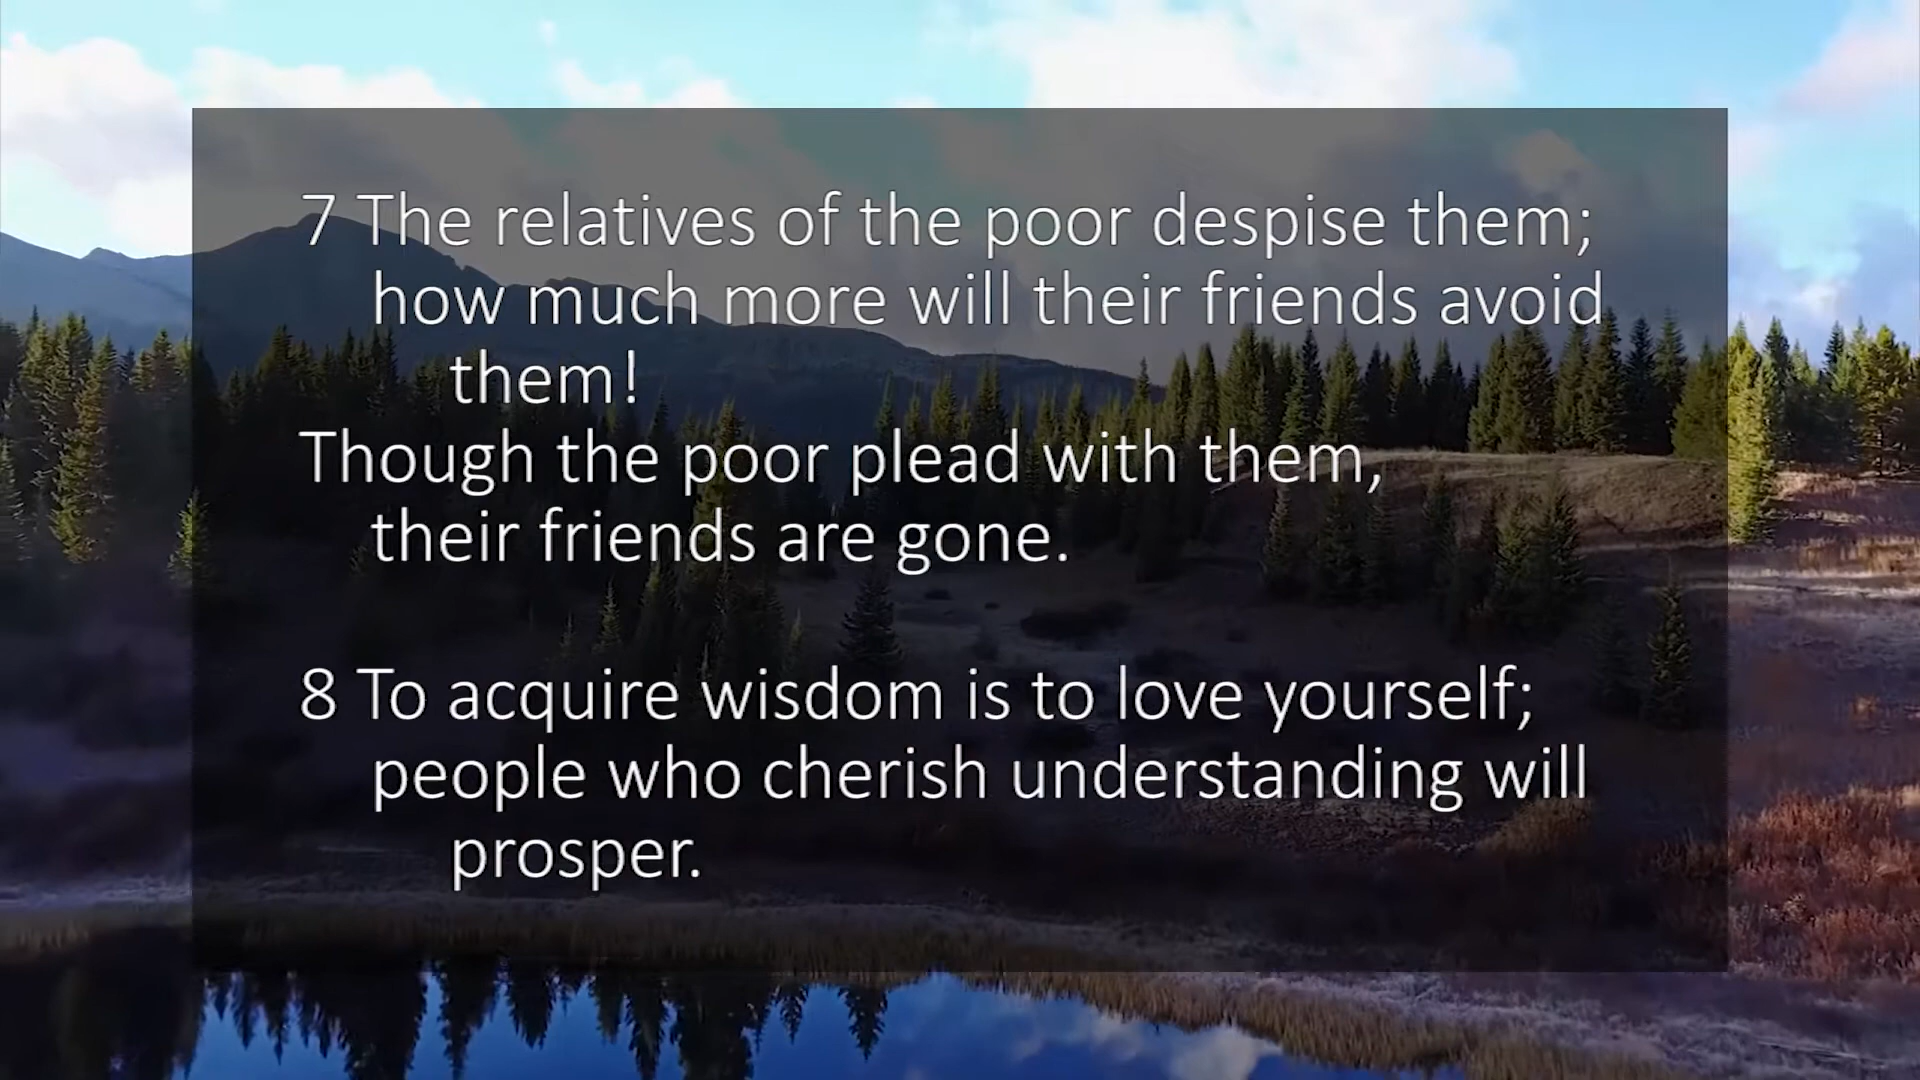 7 The relatives of the poor despise them;
how much more will their friends avoid
them!
Though the poor plead with them,
their friends are gone.
8 To acquire wisdom is to love yourself;
people who cherish understanding will
prosper.